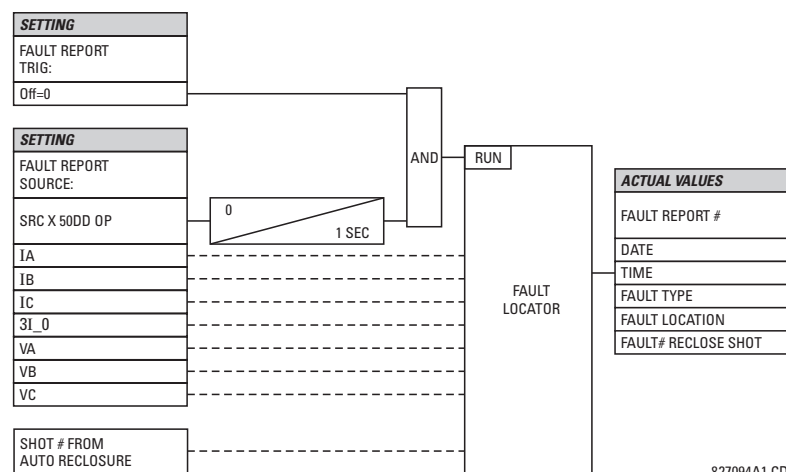 SETTING
FAULT REPORT
TRIG:
Off=0
SETTING
FAULT REPORT
SOURCE:
SRC X 50DD OP
IA
IB
IC
3I_0
VA
VB
VC
SHOT # FROM
AUTO RECLOSURE
0
1 SEC
AND
RUN
FAULT
LOCATOR
ACTUAL VALUES
FAULT REPORT #
DATE
TIME
FAULT TYPE
FAULT LOCATION
FAULT# RECLOSE SHOT